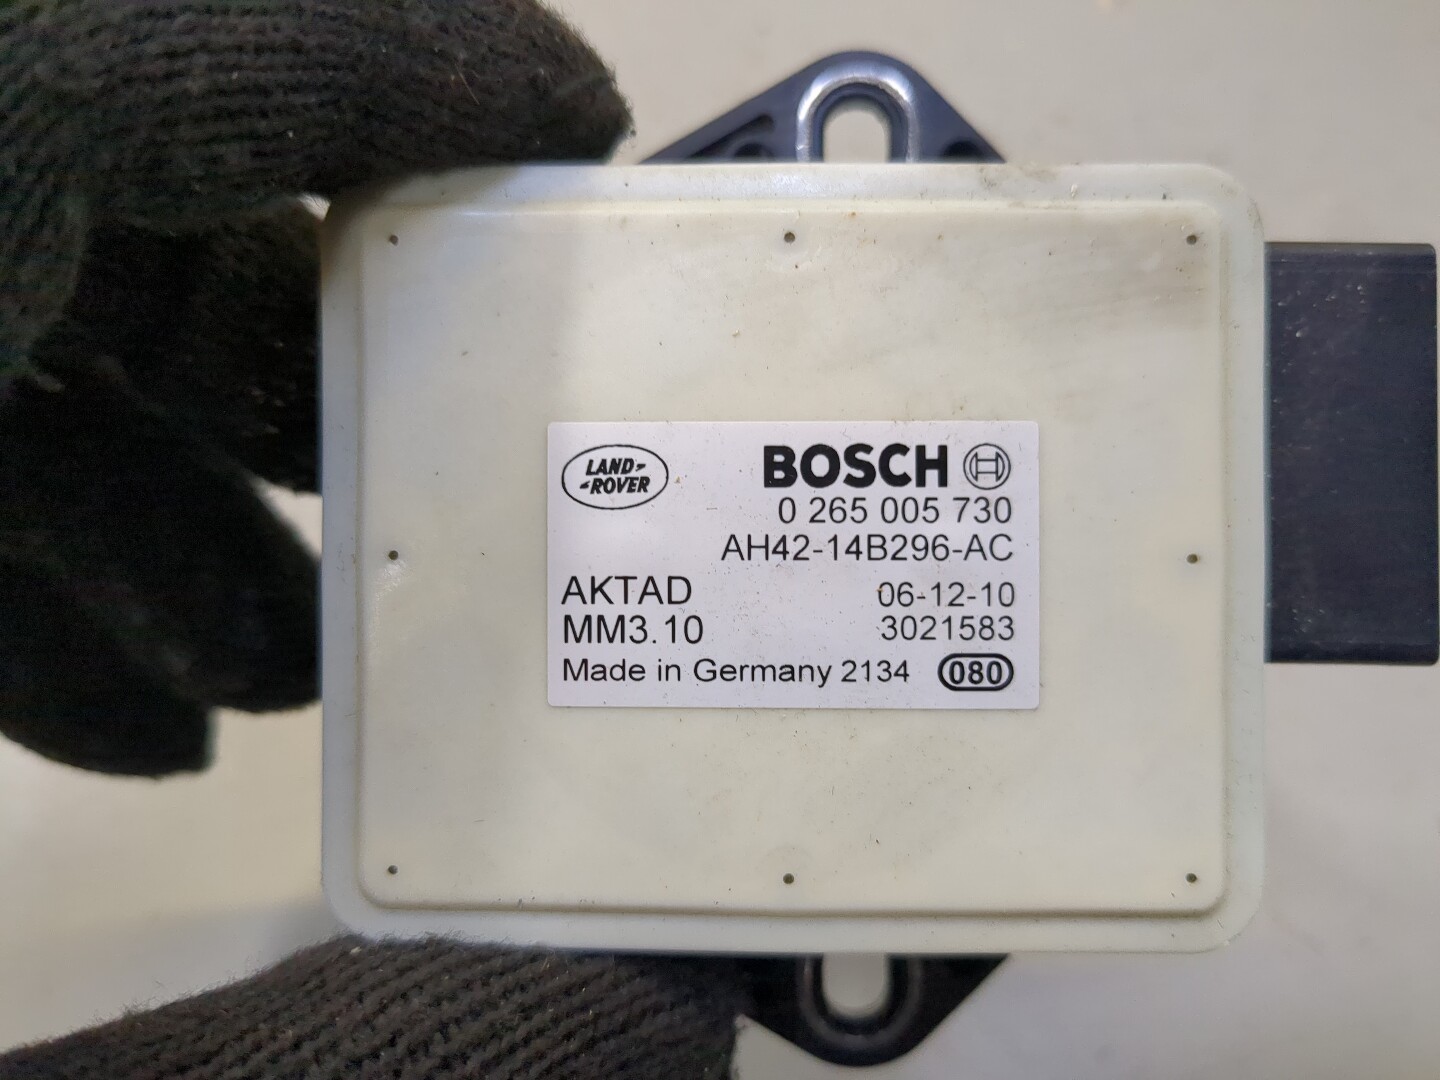 LAND-
-ROVER
BOSCH
0 265 005 730
AH42-14B296-AC
AKTAD 06-12-10
MM3.10 3021583
Made in Germany 2134 080